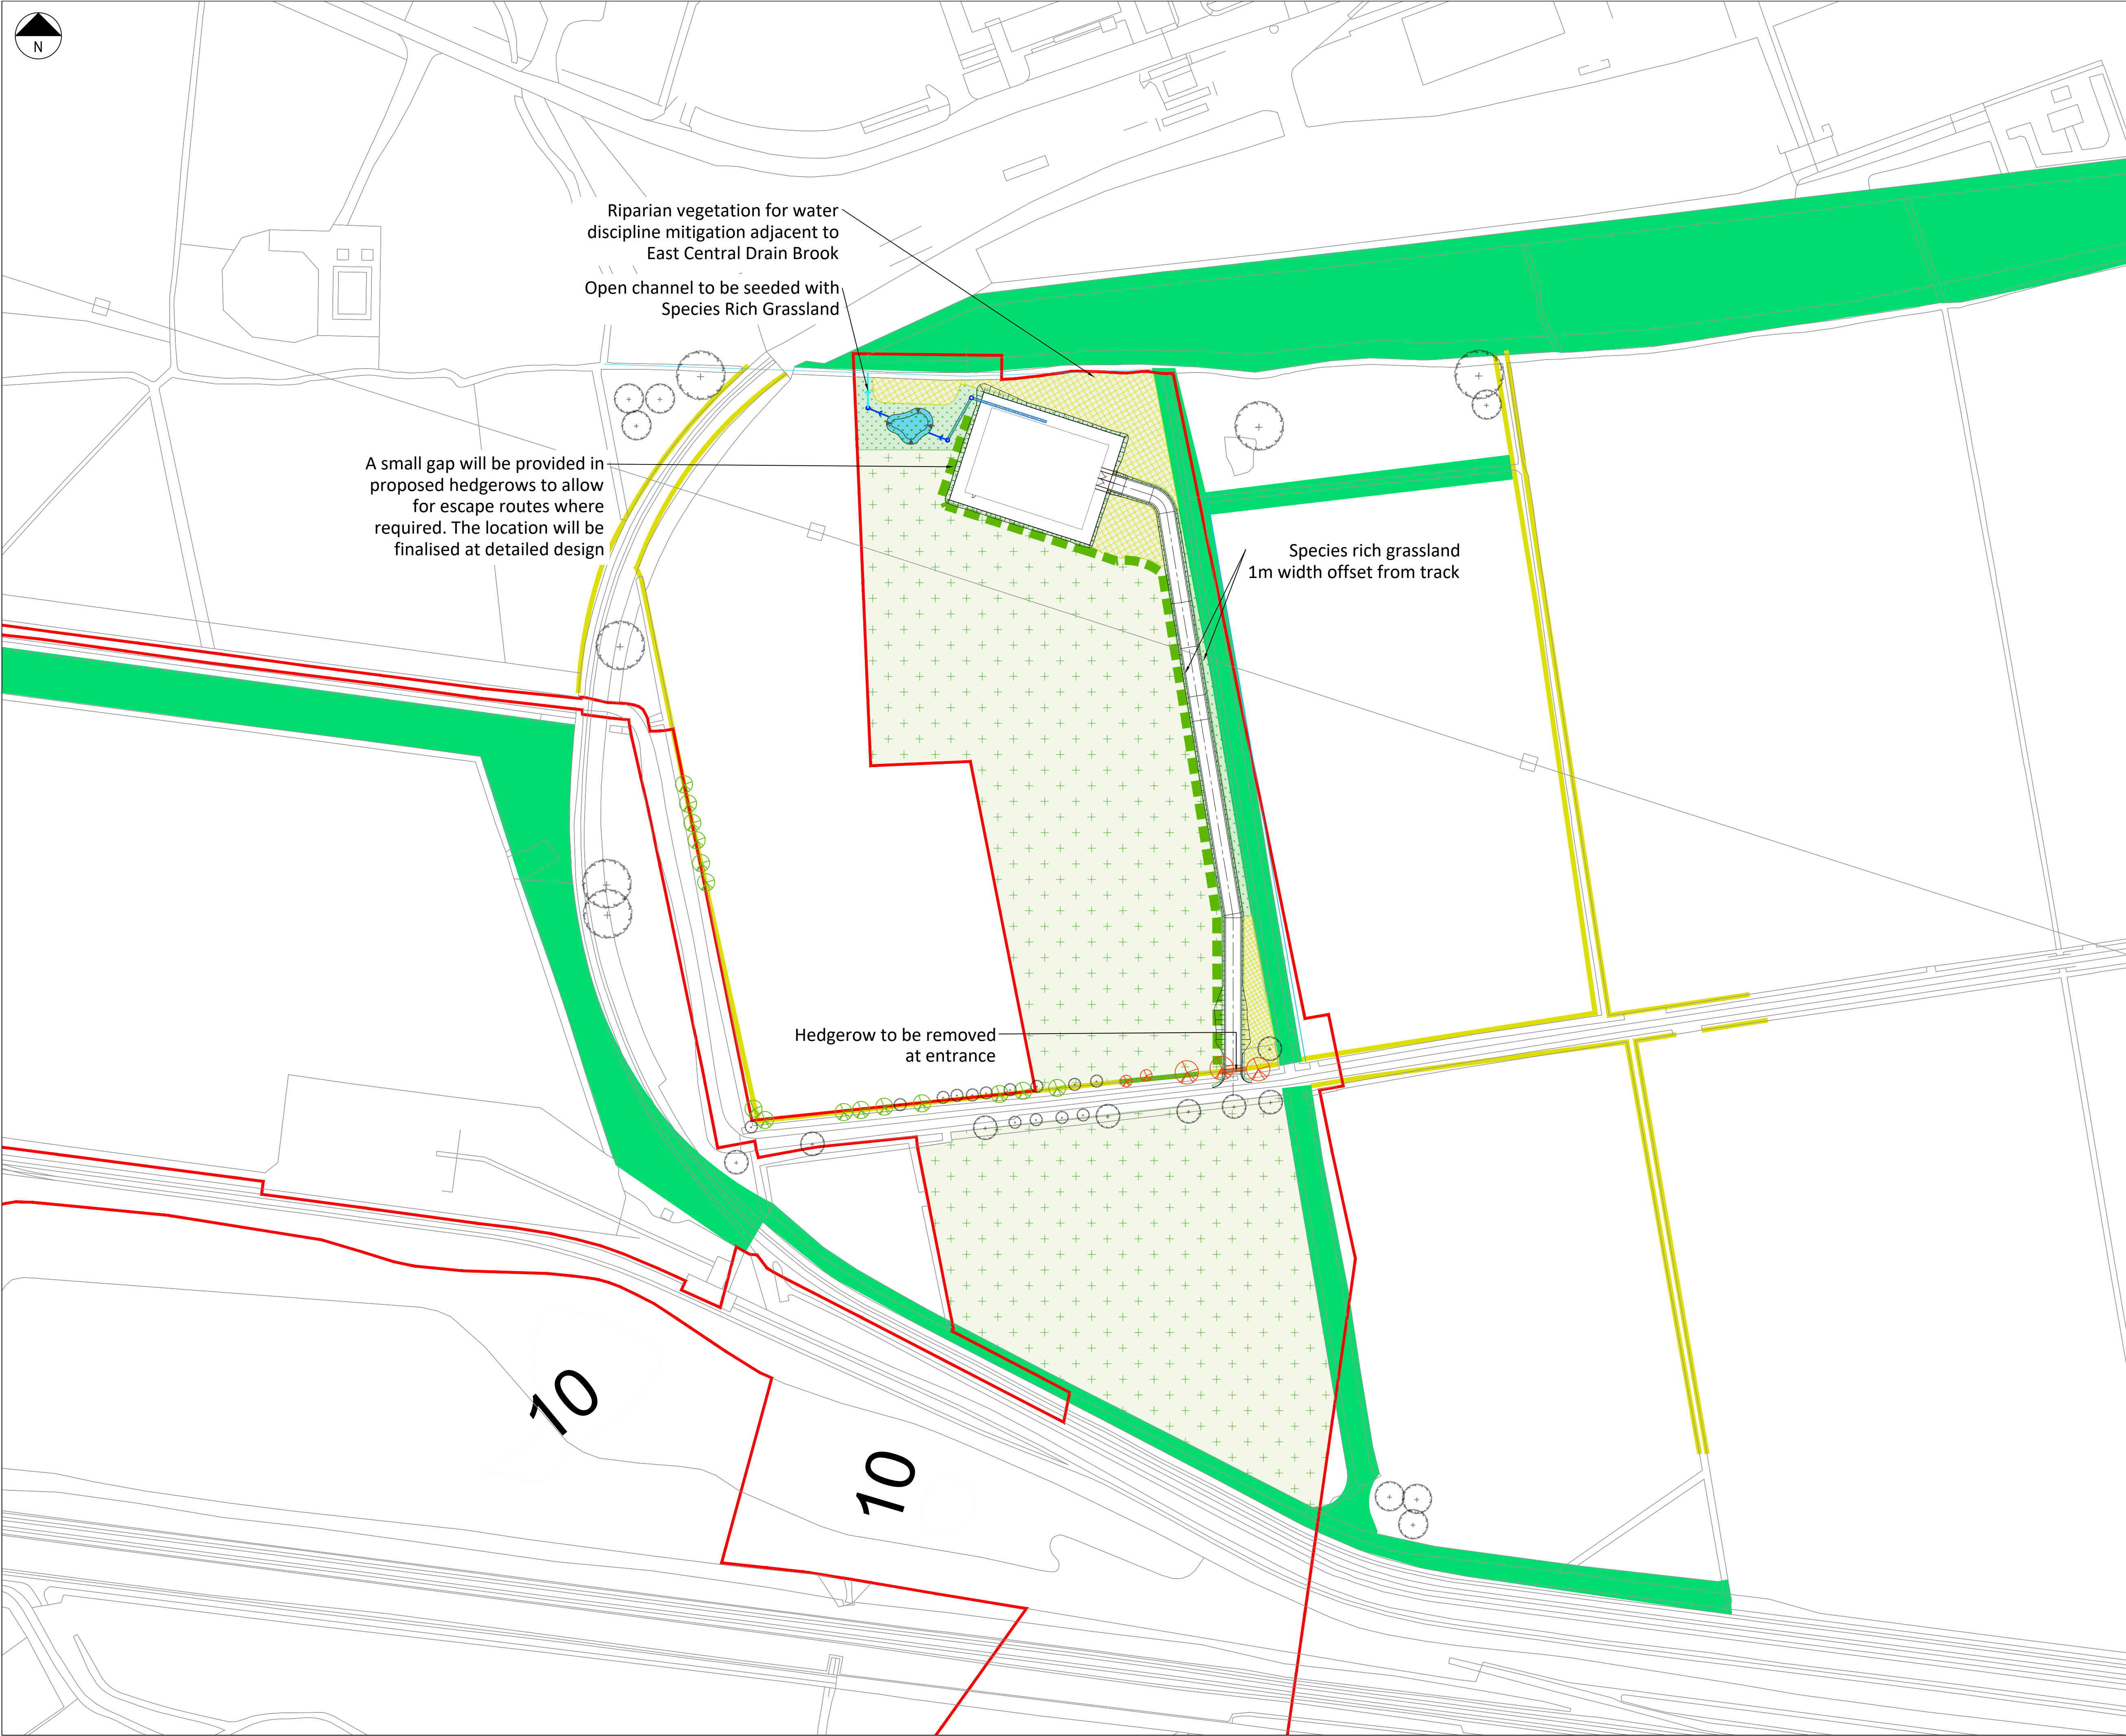 N
Riparian vegetation for water
discipline mitigation adjacent to
East Central Drain Brook
Open channel to be seeded with
Species Rich Grassland
A small gap will be provided in
proposed hedgerows to allow
for escape routes where
required. The location will be
finalised at detailed design
Species rich grassland
1m width offset from track
Hedgerow to be removed
at entrance
10
10